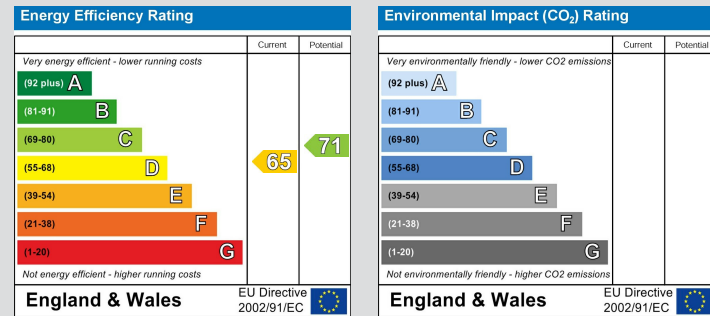 Energy Efficiency Rating
Current Potential
Very energy efficient - lower running costs
(92 plus) A
(81-91) B
(69-80) C
(55-68) D
(39-54) E
(21-38) F
(1-20) G
65
71
Not energy efficient - higher running costs
England & Wales
EU Directive
2002/91/EC
Environmental Impact (CO₂) Rating
Current Potential
Very environmentally friendly - lower CO2 emissions
(92 plus) A
(81-91) B
(69-80) C
(55-68) D
(39-54) E
(21-38) F
(1-20) G
Not environmentally friendly - higher CO2 emissions
England & Wales
EU Directive
2002/91/EC